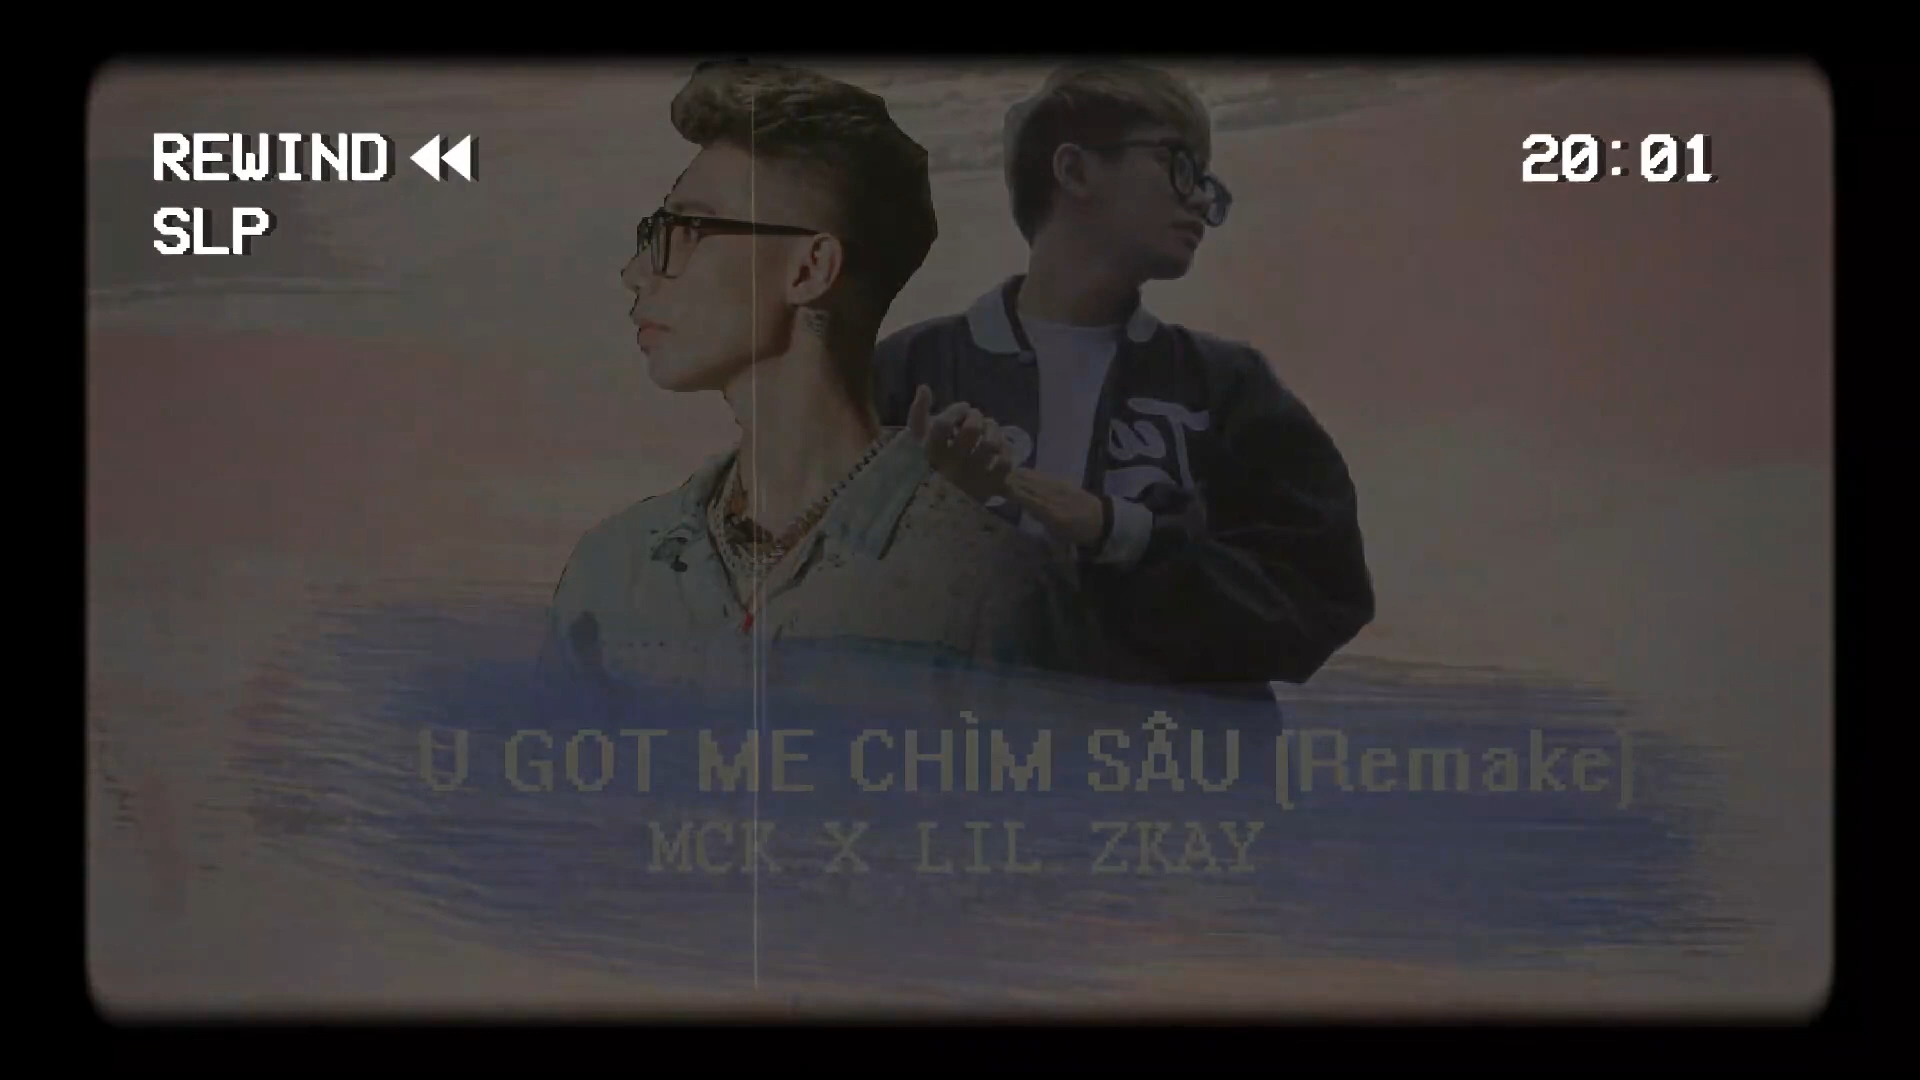 REWIND
20:01
SLP
U GOT ME CHÌM SÂU (Remake)
MCK X LIL ZKAY